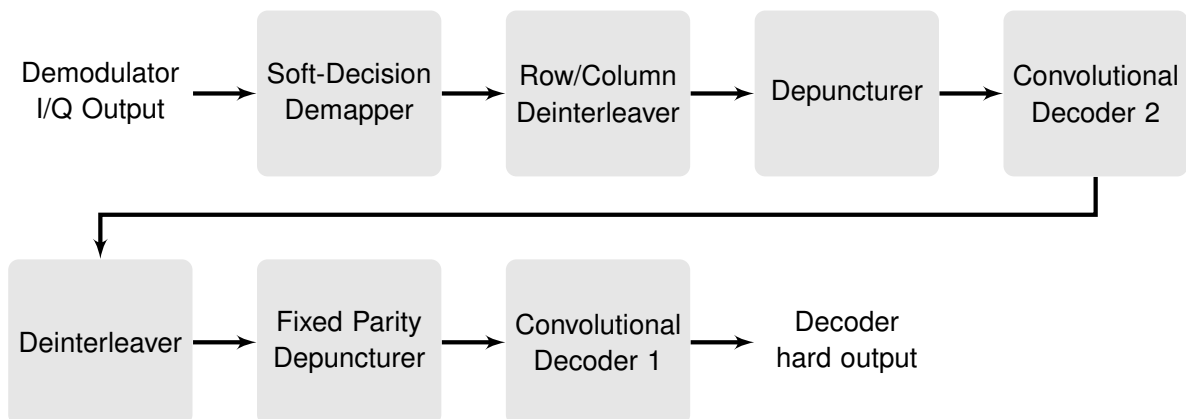 Demodulator
I/Q Output
Soft-Decision
Demapper
Row/Column
Deinterleaver
Depuncturer
Convolutional
Decoder 2
Deinterleaver
Fixed Parity
Depuncturer
Convolutional
Decoder 1
Decoder
hard output